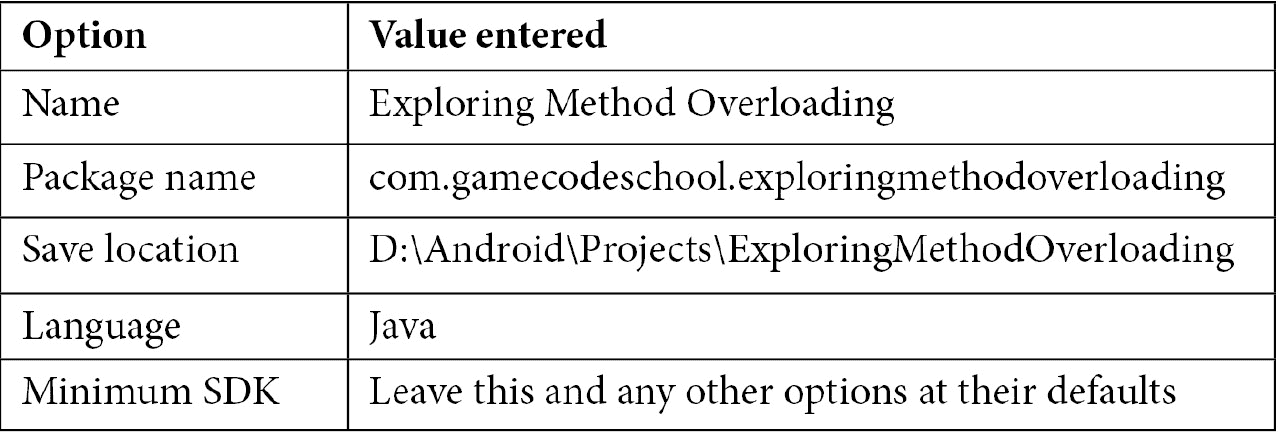 Option Value entered
Name Exploring Method Overloading
Package name com.gamecodeschool.exploringmethodoverloading
Save location D:\Android\Projects\ExploringMethodOverloading
Language Java
Minimum SDK Leave this and any other options at their defaults